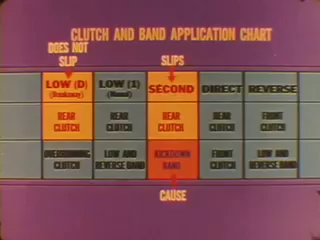 CLUTCH AND BAND APPLICATION CHART
DOES NOT
SLIP
SLIPS
LOW (D)
(Breakaway)
LOW (1)
(Manual)
SECOND
DIRECT
REVERSE
REAR
CLUTCH
REAR
CLUTCH
REAR
CLUTCH
REAR
CLUTCH
FRONT
CLUTCH
OVERRUNNING
CLUTCH
LOW AND
REVERSE BAND
KICKDOWN
BAND
FRONT
CLUTCH
LOW AND
REVERSE BAND
CAUSE